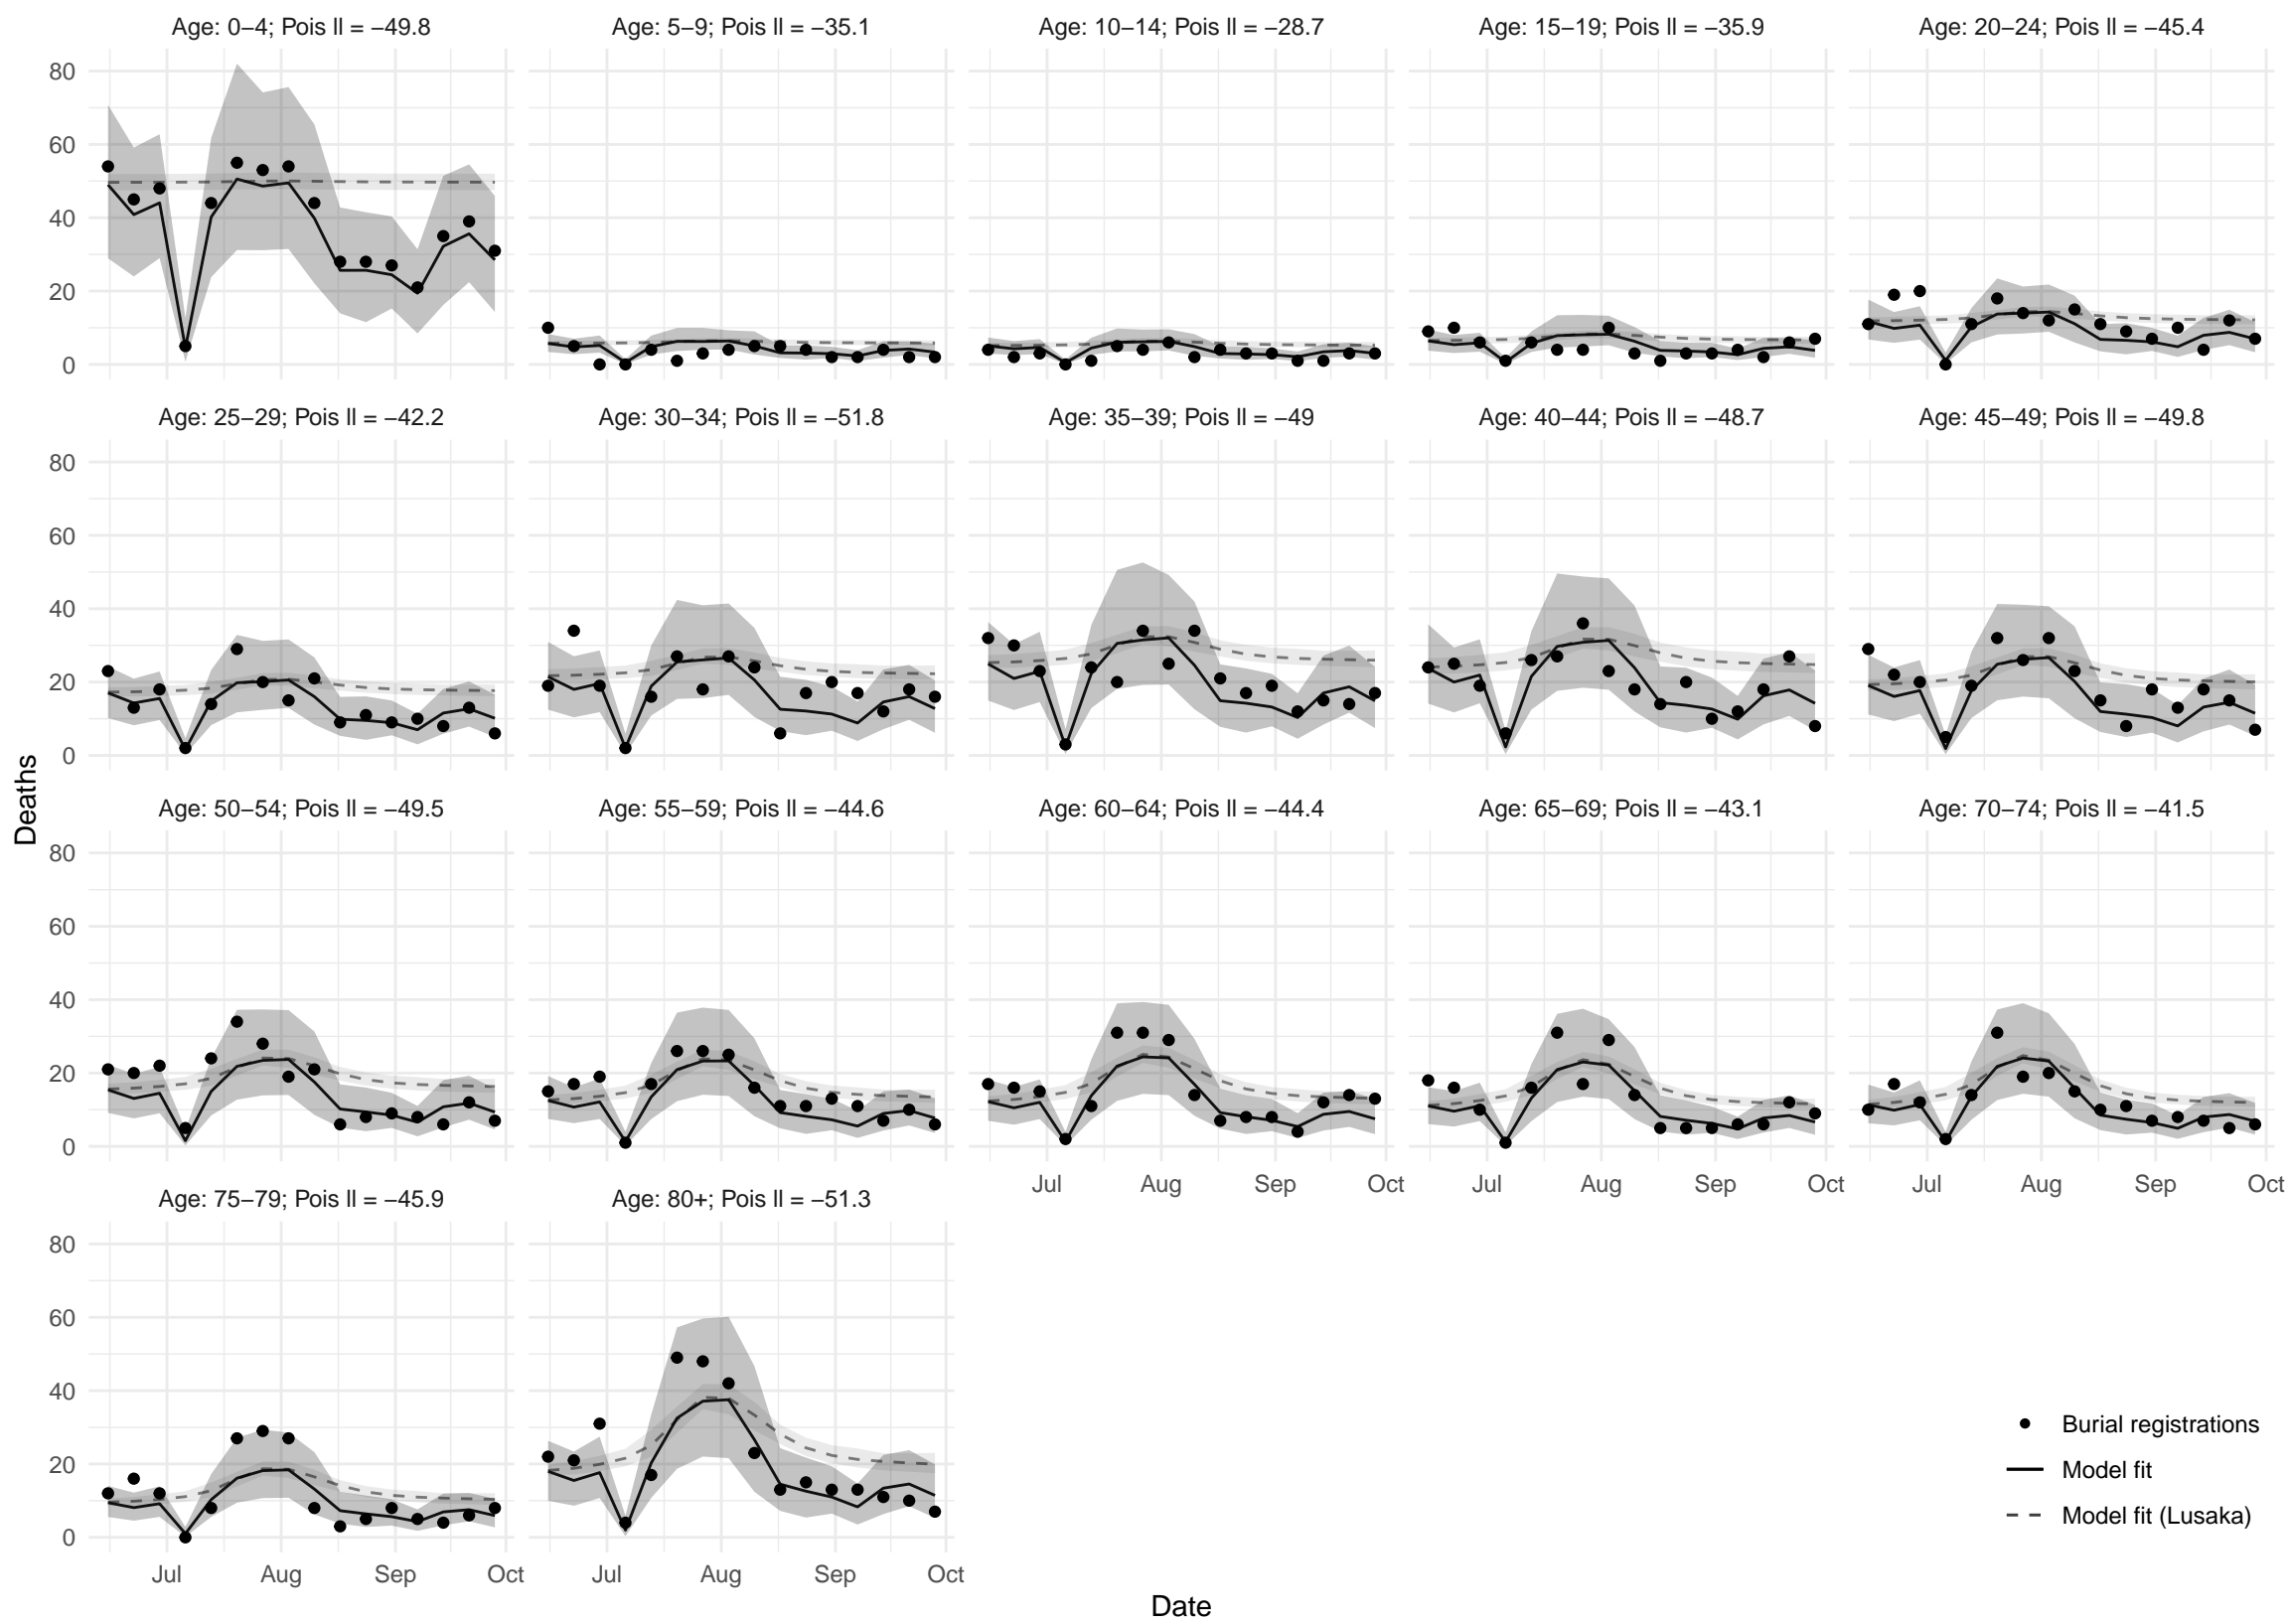 Age: 0−4; Pois ll = −49.8
Age: 5−9; Pois ll = −35.1
Age: 10−14; Pois ll = −28.7
Age: 15−19; Pois ll = −35.9
Age: 20−24; Pois ll = −45.4
80
60
40
20
0
Age: 25−29; Pois ll = −42.2
Age: 30−34; Pois ll = −51.8
Age: 35−39; Pois ll = −49
Age: 40−44; Pois ll = −48.7
Age: 45−49; Pois ll = −49.8
80
60
40
20
0
Deaths
Age: 50−54; Pois ll = −49.5
Age: 55−59; Pois ll = −44.6
Age: 60−64; Pois ll = −44.4
Age: 65−69; Pois ll = −43.1
Age: 70−74; Pois ll = −41.5
80
60
40
20
0
Jul Aug Sep Oct
Jul Aug Sep Oct
Jul Aug Sep Oct
Age: 75−79; Pois ll = −45.9
Age: 80+; Pois ll = −51.3
80
60
40
20
0
Jul Aug Sep Oct
Jul Aug Sep Oct
Burial registrations
Model fit
Model fit (Lusaka)
Date